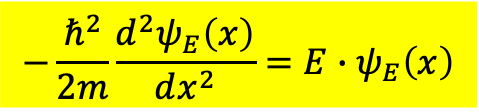 −ħ²/2m d²ψ_E(x)/dx² = E · ψ_E(x)